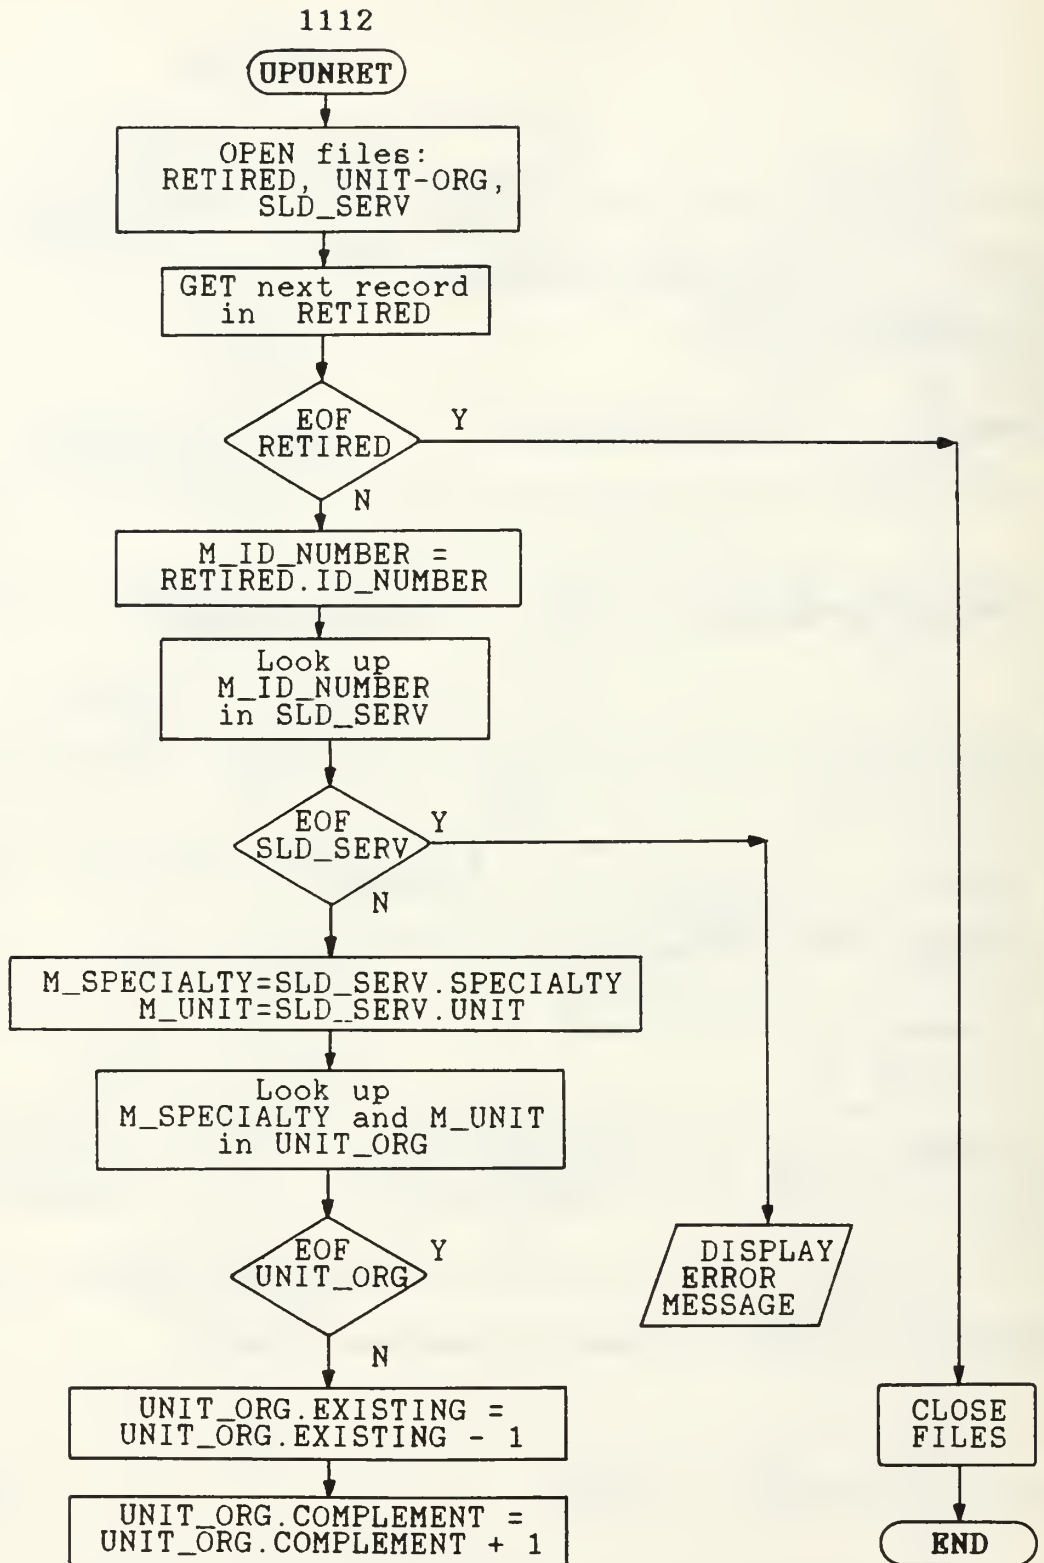 1112
UPUNRET
OPEN files:
RETIRED, UNIT-ORG,
SLD_SERV
GET next record
in RETIRED
EOF
RETIRED
Y
N
M_ID_NUMBER =
RETIRED.ID_NUMBER
Look up
M_ID_NUMBER
in SLD_SERV
EOF
SLD_SERV
Y
N
M_SPECIALTY=SLD_SERV.SPECIALTY
M_UNIT=SLD_SERV.UNIT
Look up
M_SPECIALTY and M_UNIT
in UNIT_ORG
EOF
UNIT_ORG
Y
N
DISPLAY
ERROR
MESSAGE
UNIT_ORG.EXISTING =
UNIT_ORG.EXISTING - 1
CLOSE
FILES
UNIT_ORG.COMPLEMENT =
UNIT_ORG.COMPLEMENT + 1
END